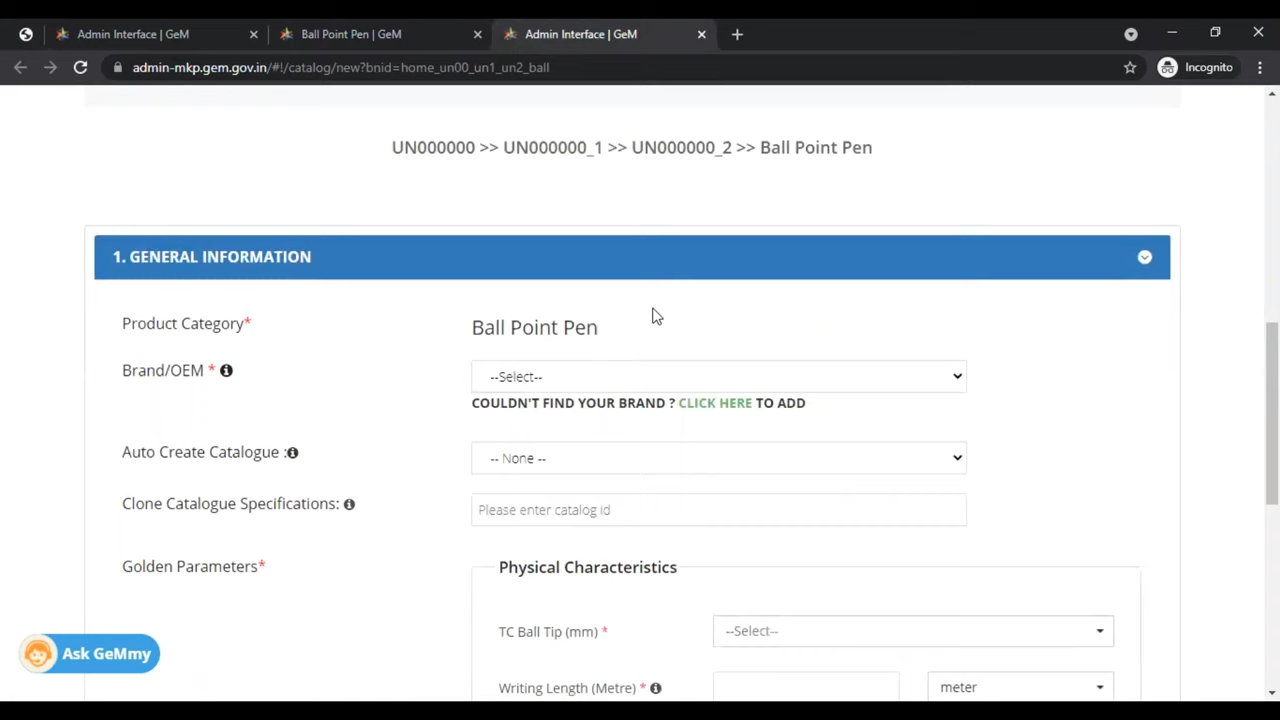 Admin Interface | GeM
Ball Point Pen | GeM
Admin Interface | GeM
admin-mkp.gem.gov.in/#!/catalog/new?bnid=home_un00_un1_un2_ball
Incognito
UN000000 >> UN000000_1 >> UN000000_2 >> Ball Point Pen
1. GENERAL INFORMATION
Product Category*
Ball Point Pen
Brand/OEM *
--Select--
COULDN'T FIND YOUR BRAND ? CLICK HERE TO ADD
Auto Create Catalogue :
-- None --
Clone Catalogue Specifications:
Please enter catalog id
Golden Parameters*
Physical Characteristics
TC Ball Tip (mm) *
--Select--
Ask GeMmy
Writing Length (Metre) *
meter